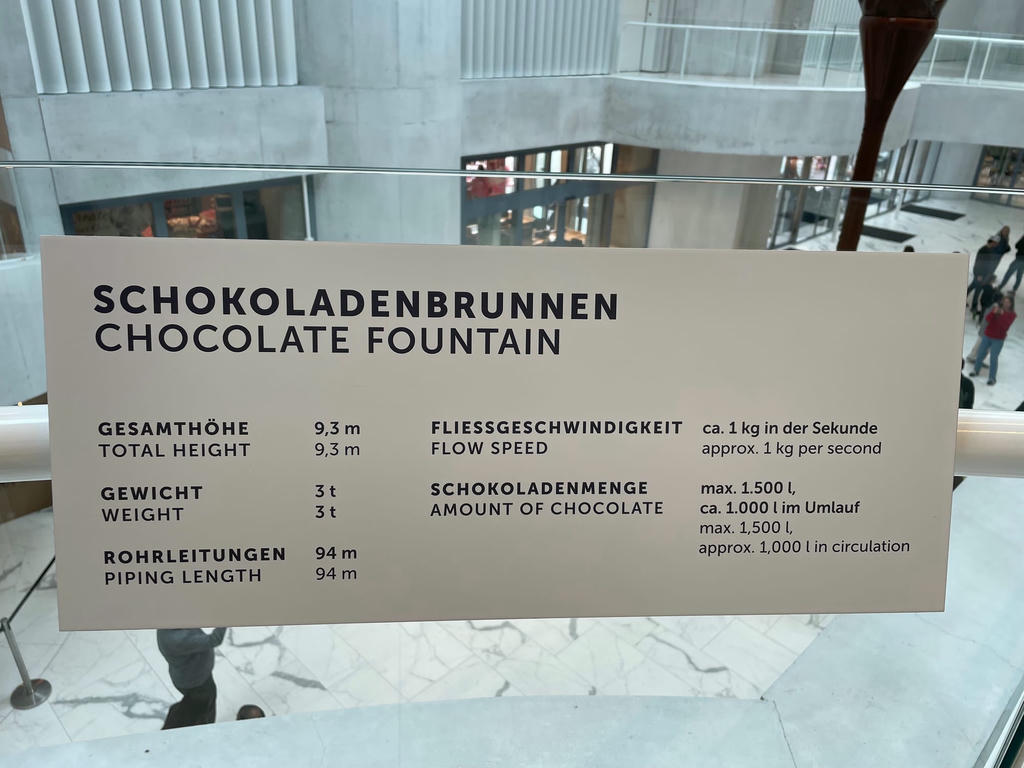 SCHOKOLADENBRUNNEN
CHOCOLATE FOUNTAIN
GESAMTHÖHE 9,3 m
TOTAL HEIGHT 9,3 m
GEWICHT 3 t
WEIGHT 3 t
ROHRLEITUNGEN 94 m
PIPING LENGTH 94 m
FLIESSGESCHWINDIGKEIT ca. 1 kg in der Sekunde
FLOW SPEED approx. 1 kg per second
SCHOKOLADENMENGE max. 1.500 l,
AMOUNT OF CHOCOLATE ca. 1.000 l im Umlauf
max. 1,500 l,
approx. 1,000 l in circulation